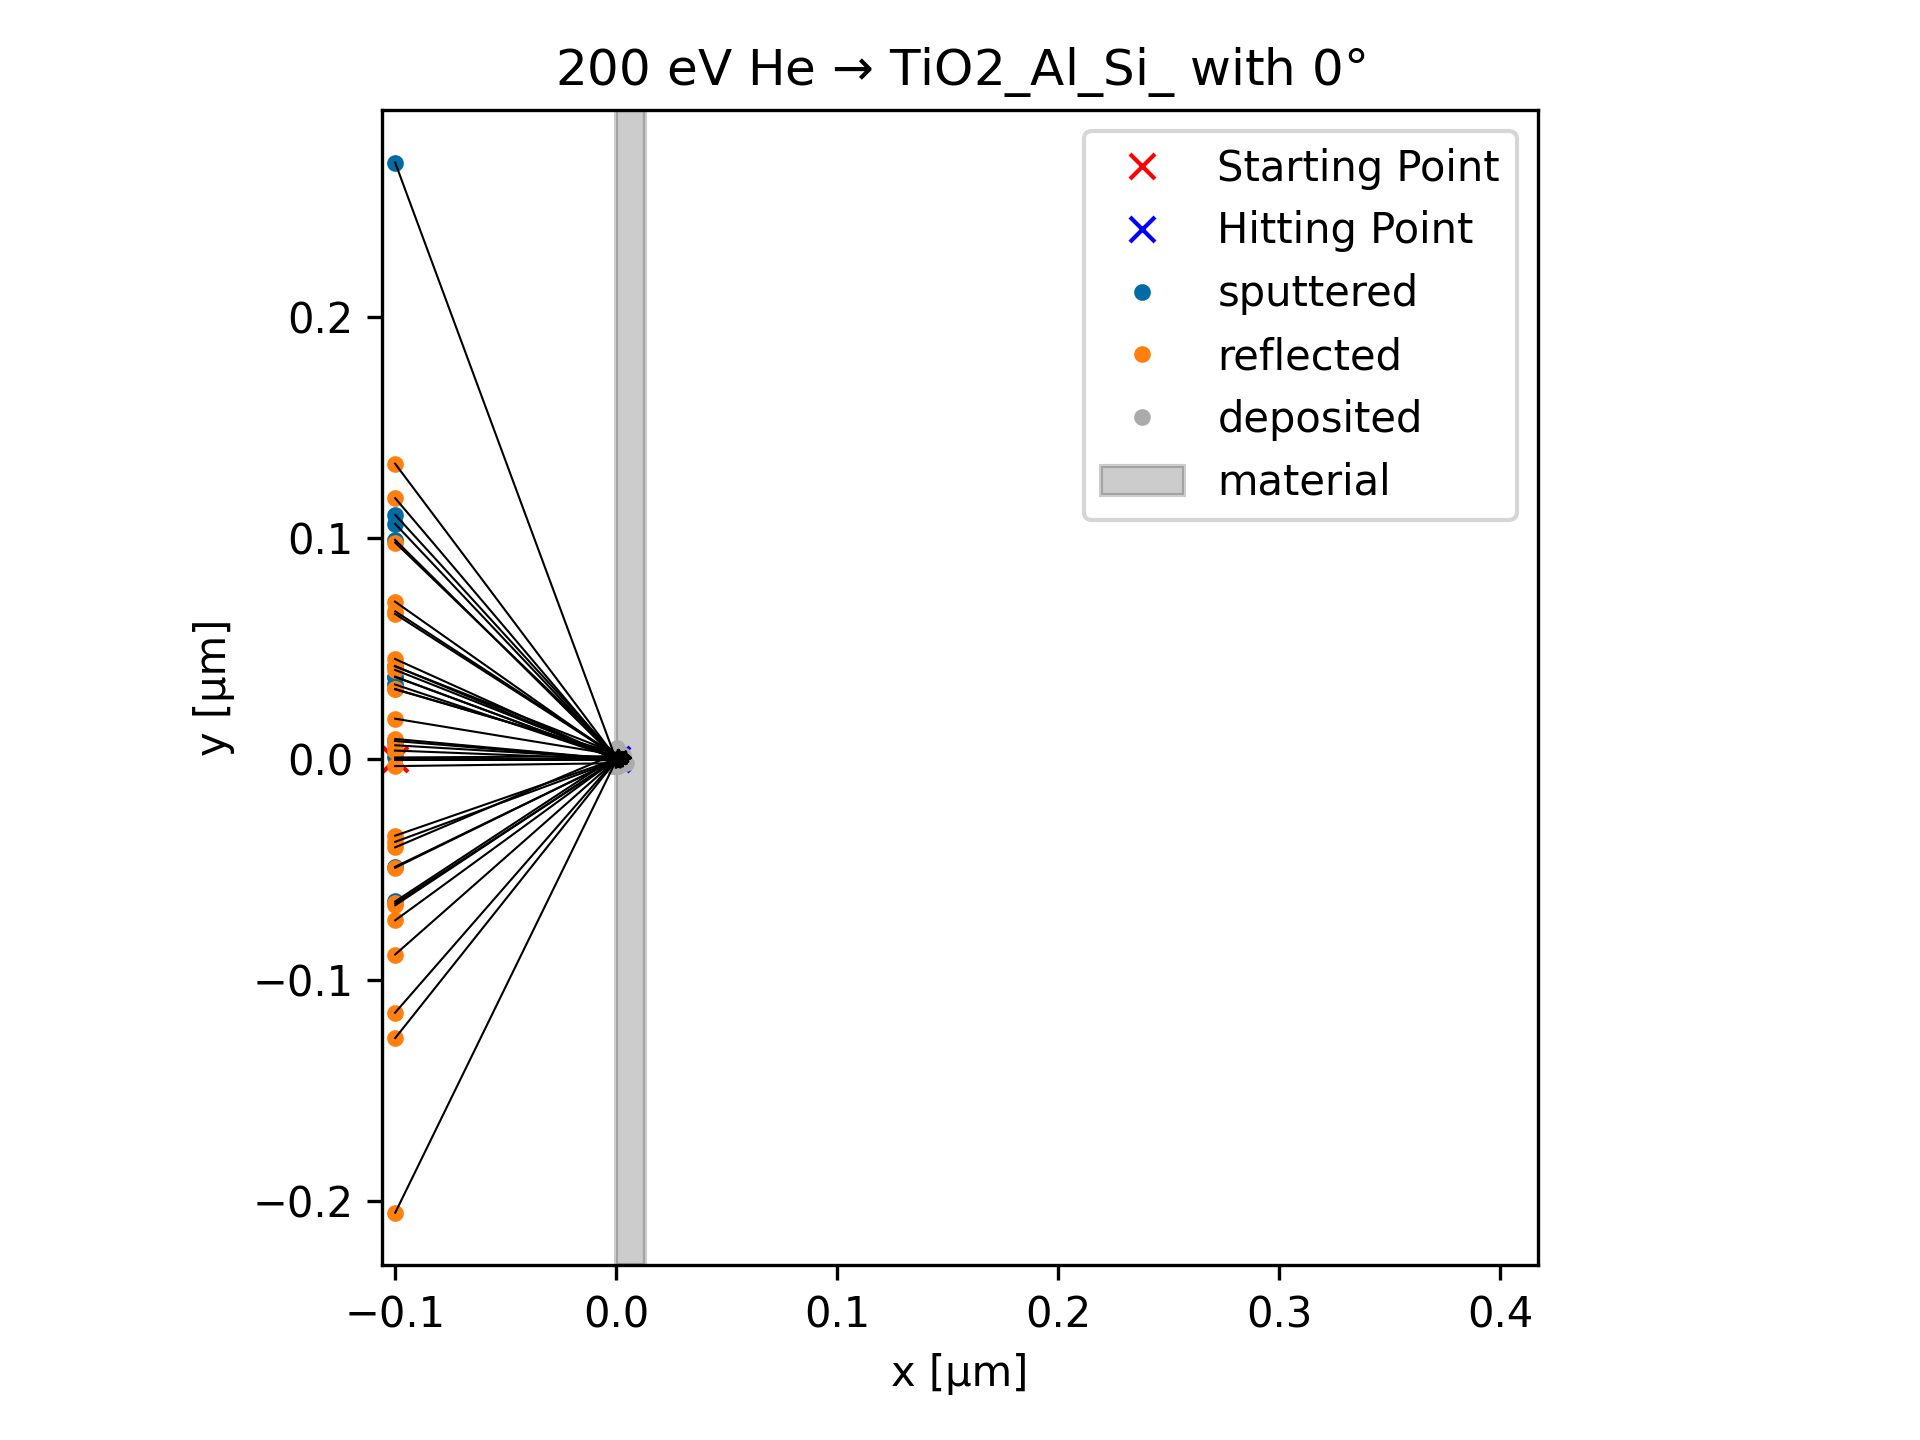 200 eV He → TiO2_Al_Si_ with 0°
Starting Point
Hitting Point
sputtered
reflected
deposited
material
0.2
0.1
0.0
−0.1
−0.2
y [µm]
−0.1 0.0 0.1 0.2 0.3 0.4
x [µm]